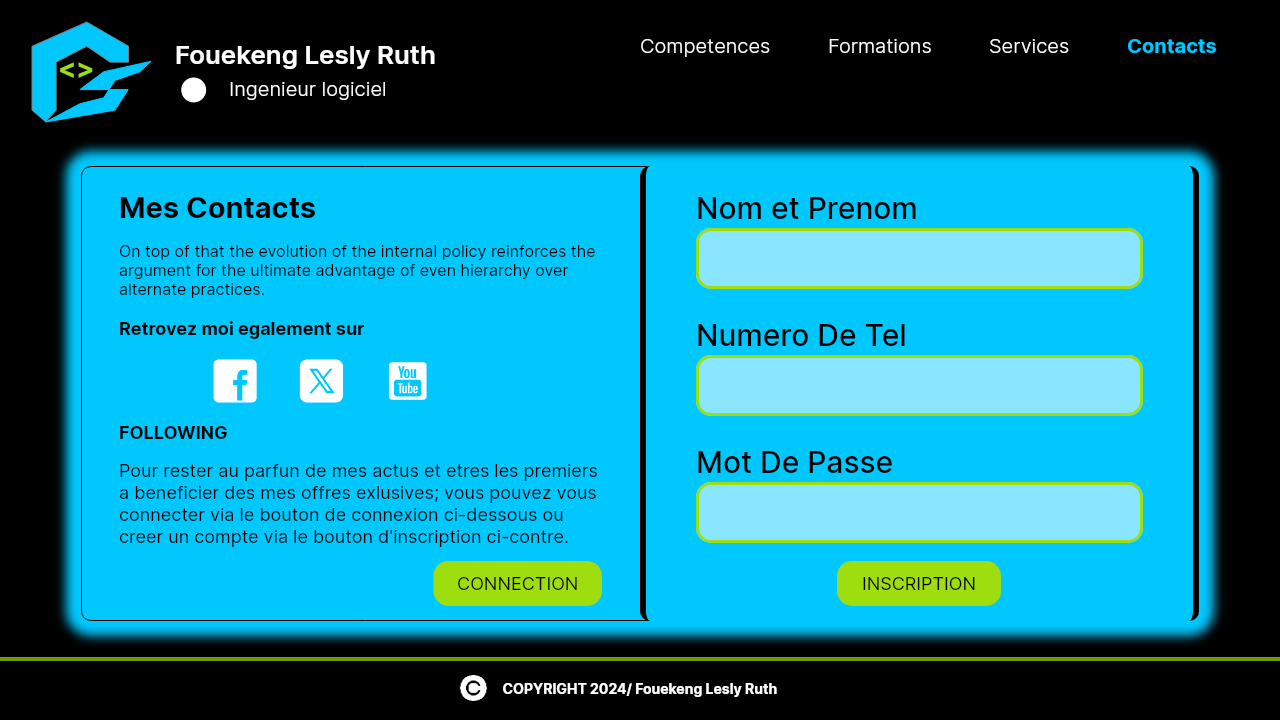 <>
Fouekeng Lesly Ruth
Ingenieur logiciel
Competences
Formations
Services
Contacts
Mes Contacts
On top of that the evolution of the internal policy reinforces the
argument for the ultimate advantage of even hierarchy over
alternate practices.
Retrovez moi egalement sur
f
X
You
Tube
FOLLOWING
Pour rester au parfun de mes actus et etres les premiers
a beneficier des mes offres exlusives; vous pouvez vous
connecter via le bouton de connexion ci-dessous ou
creer un compte via le bouton d'inscription ci-contre.
CONNECTION
Nom et Prenom
Numero De Tel
Mot De Passe
INSCRIPTION
C COPYRIGHT 2024/ Fouekeng Lesly Ruth